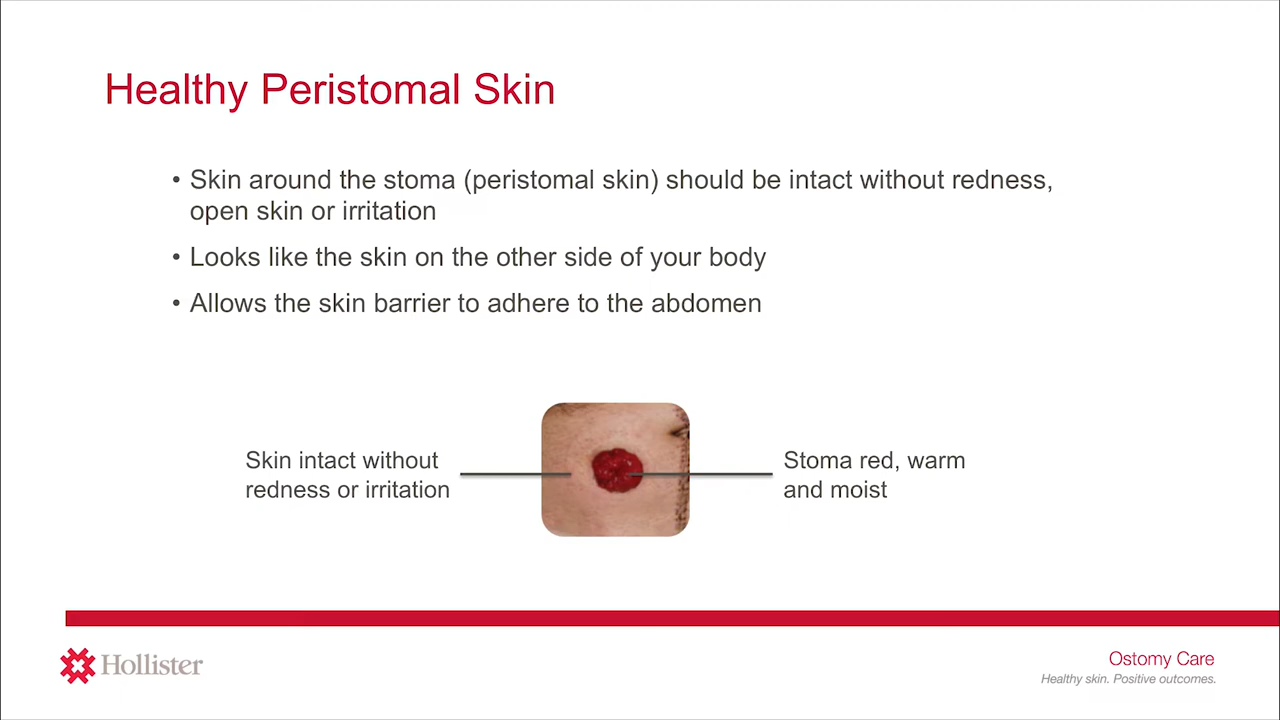 Healthy Peristomal Skin
• Skin around the stoma (peristomal skin) should be intact without redness,
open skin or irritation
• Looks like the skin on the other side of your body
• Allows the skin barrier to adhere to the abdomen
Skin intact without
redness or irritation
Stoma red, warm
and moist
Hollister
Ostomy Care
Healthy skin. Positive outcomes.